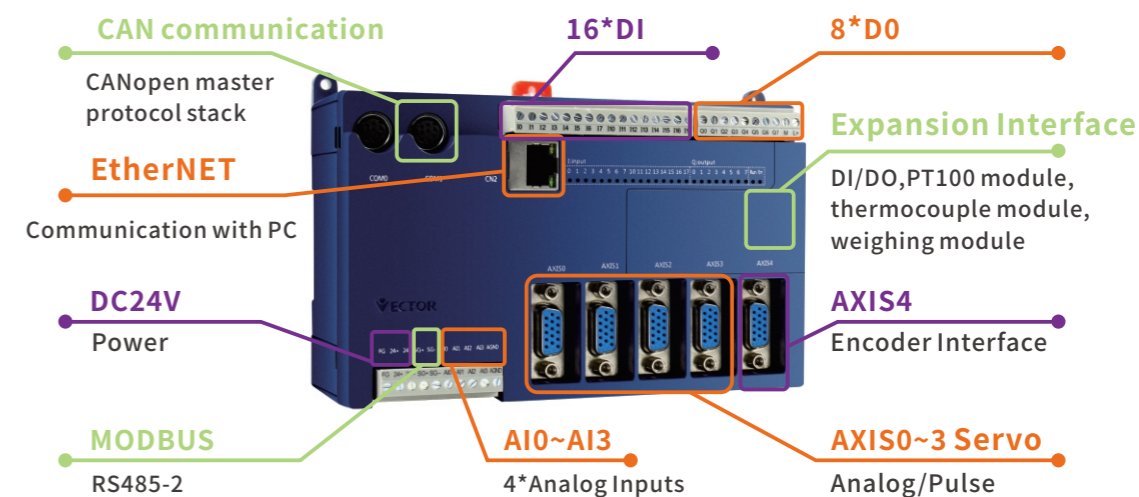 CAN communication
16*DI
8*D0
CANopen master
protocol stack
Expansion Interface
EtherNET
DI/DO,PT100 module,
thermocouple module,
weighing module
Communication with PC
COM0
CN2
I:input
Q:output
AXIS0 AXIS1 AXIS2 AXIS3 AXIS4
DC24V
Power
VECTOR
AXIS4
Encoder Interface
MODBUS
RS485-2
AI0~AI3
4*Analog Inputs
AXIS0~3 Servo
Analog/Pulse